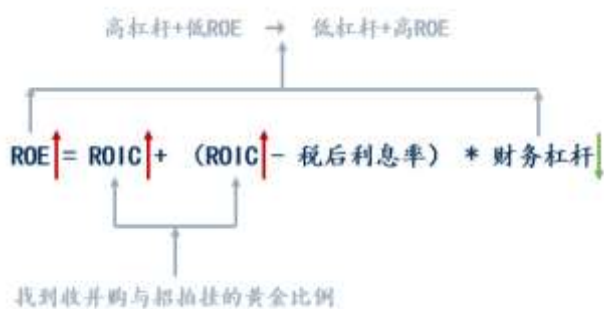 高杠杆+低ROE → 低杠杆+高ROE
ROE = ROIC + (ROIC - 税后利息率) * 财务杠杆
找到收并购与招拍挂的黄金比例